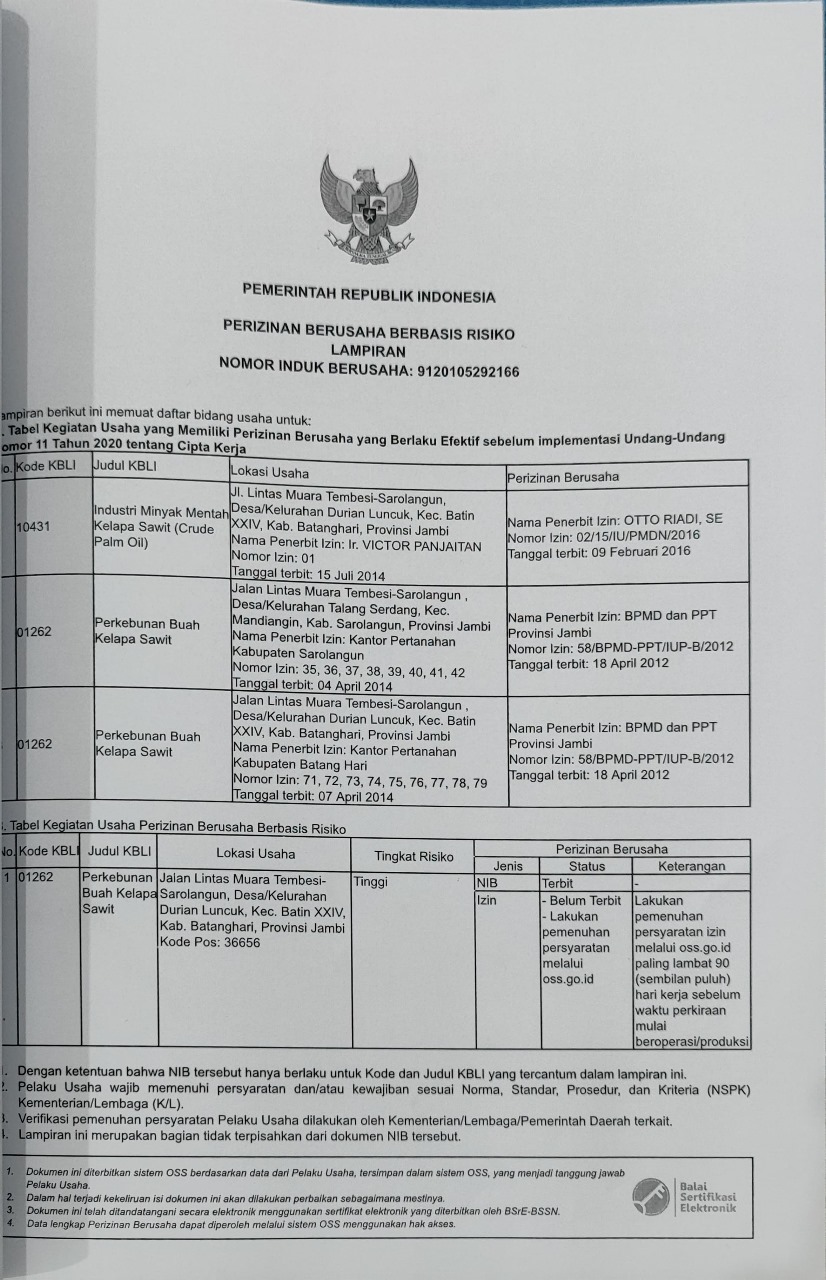 PEMERINTAH REPUBLIK INDONESIA
PERIZINAN BERUSAHA BERBASIS RISIKO
LAMPIRAN
NOMOR INDUK BERUSAHA: 9120105292166
ampiran berikut ini memuat daftar bidang usaha untuk:
. Tabel Kegiatan Usaha yang Memiliki Perizinan Berusaha yang Berlaku Efektif sebelum implementasi Undang-Undang
omor 11 Tahun 2020 tentang Cipta Kerja
o. Kode KBLI Judul KBLI Lokasi Usaha Perizinan Berusaha
10431
Industri Minyak Mentah
Kelapa Sawit (Crude
Palm Oil)
Jl. Lintas Muara Tembesi-Sarolangun,
Desa/Kelurahan Durian Luncuk, Kec. Batin
XXIV, Kab. Batanghari, Provinsi Jambi
Nama Penerbit Izin: Ir. VICTOR PANJAITAN
Nomor Izin: 01
Tanggal terbit: 15 Juli 2014
Nama Penerbit Izin: OTTO RIADI, SE
Nomor Izin: 02/15/IU/PMDN/2016
Tanggal terbit: 09 Februari 2016
01262
Perkebunan Buah
Kelapa Sawit
Jalan Lintas Muara Tembesi-Sarolangun ,
Desa/Kelurahan Talang Serdang, Kec.
Mandiangin, Kab. Sarolangun, Provinsi Jambi
Nama Penerbit Izin: Kantor Pertanahan
Kabupaten Sarolangun
Nomor Izin: 35, 36, 37, 38, 39, 40, 41, 42
Tanggal terbit: 04 April 2014
Nama Penerbit Izin: BPMD dan PPT
Provinsi Jambi
Nomor Izin: 58/BPMD-PPT/IUP-B/2012
Tanggal terbit: 18 April 2012
01262
Perkebunan Buah
Kelapa Sawit
Jalan Lintas Muara Tembesi-Sarolangun ,
Desa/Kelurahan Durian Luncuk, Kec. Batin
XXIV, Kab. Batanghari, Provinsi Jambi
Nama Penerbit Izin: Kantor Pertanahan
Kabupaten Batang Hari
Nomor Izin: 71, 72, 73, 74, 75, 76, 77, 78, 79
Tanggal terbit: 07 April 2014
Nama Penerbit Izin: BPMD dan PPT
Provinsi Jambi
Nomor Izin: 58/BPMD-PPT/IUP-B/2012
Tanggal terbit: 18 April 2012
. Tabel Kegiatan Usaha Perizinan Berusaha Berbasis Risiko
No. Kode KBLI Judul KBLI Lokasi Usaha Tingkat Risiko Perizinan Berusaha
Jenis Status Keterangan
1 01262
Perkebunan
Buah Kelapa
Sawit
Jalan Lintas Muara Tembesi-
Sarolangun, Desa/Kelurahan
Durian Luncuk, Kec. Batin XXIV,
Kab. Batanghari, Provinsi Jambi
Kode Pos: 36656
Tinggi
NIB Terbit -
Izin
- Belum Terbit
- Lakukan
pemenuhan
persyaratan
melalui
oss.go.id
Lakukan
pemenuhan
persyaratan izin
melalui oss.go.id
paling lambat 90
(sembilan puluh)
hari kerja sebelum
waktu perkiraan
mulai
beroperasi/produksi
. Dengan ketentuan bahwa NIB tersebut hanya berlaku untuk Kode dan Judul KBLI yang tercantum dalam lampiran ini.
. Pelaku Usaha wajib memenuhi persyaratan dan/atau kewajiban sesuai Norma, Standar, Prosedur, dan Kriteria (NSPK)
Kementerian/Lembaga (K/L).
. Verifikasi pemenuhan persyaratan Pelaku Usaha dilakukan oleh Kementerian/Lembaga/Pemerintah Daerah terkait.
. Lampiran ini merupakan bagian tidak terpisahkan dari dokumen NIB tersebut.
1. Dokumen ini diterbitkan sistem OSS berdasarkan data dari Pelaku Usaha, tersimpan dalam sistem OSS, yang menjadi tanggung jawab
Pelaku Usaha.
2. Dalam hal terjadi kekeliruan isi dokumen ini akan dilakukan perbaikan sebagaimana mestinya.
3. Dokumen ini telah ditandatangani secara elektronik menggunakan sertifikat elektronik yang diterbitkan oleh BSrE-BSSN.
4. Data lengkap Perizinan Berusaha dapat diperoleh melalui sistem OSS menggunakan hak akses.
Balai
Sertifikasi
Elektronik